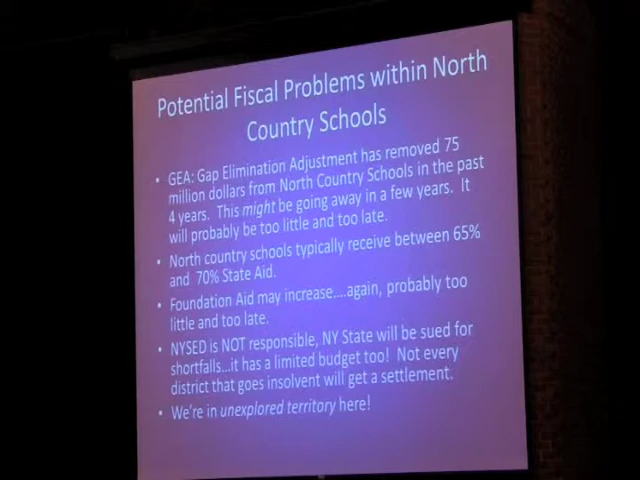 Potential Fiscal Problems within North
Country Schools
• GEA: Gap Elimination Adjustment has removed 75
million dollars from North Country Schools in the past
4 years. This might be going away in a few years. It
will probably be too little and too late.
• North country schools typically receive between 65%
and 70% State Aid.
• Foundation Aid may increase....again, probably too
little and too late.
• NYSED is NOT responsible, NY State will be sued for
shortfalls...it has a limited budget too! Not every
district that goes insolvent will get a settlement.
• We're in unexplored territory here!